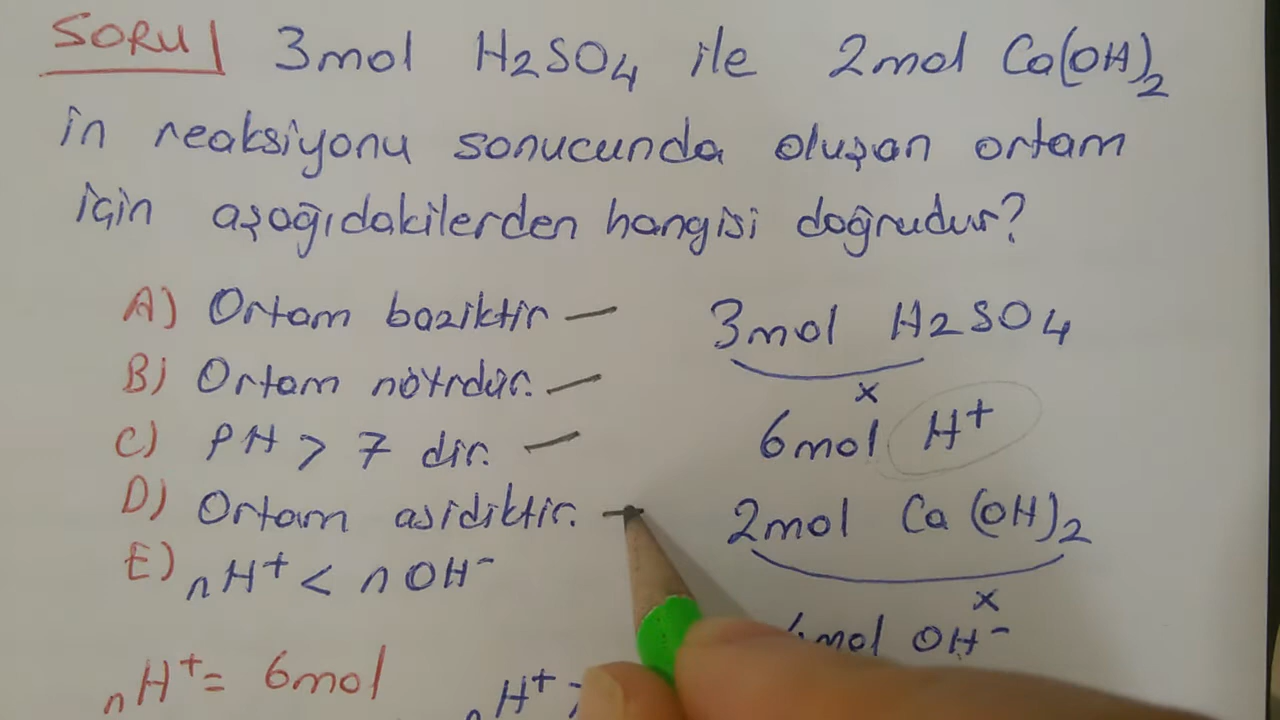 SORU 3mol H2SO4 ile 2mol Ca(OH)2
in reaksiyonu sonucunda oluşan ortam
için aşağıdakilerden hangisi doğrudur?
A) Ortam baziktir —
B) Ortam nötrdür. —
C) PH > 7 dir. —
D) Ortam asidiktir. —
E) nH+ < nOH-
nH+ = 6mol
nH+ >
3mol H2SO4
x
6mol H+
2mol Ca(OH)2
x
mol OH-